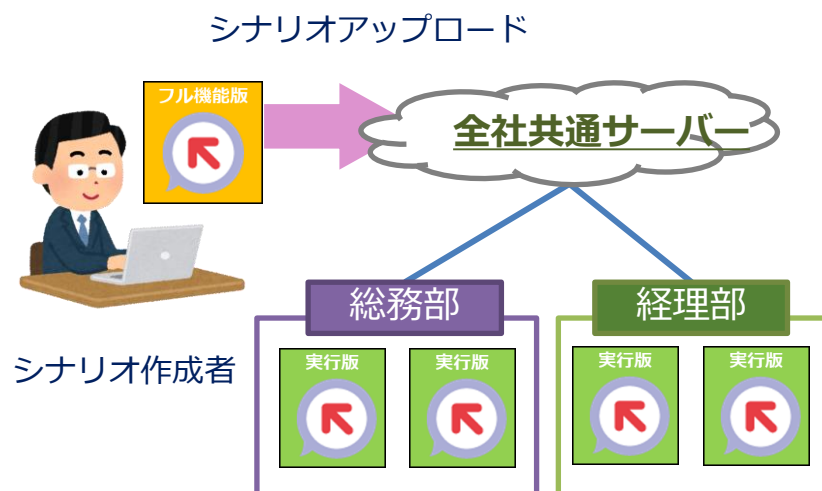 シナリオアップロード
フル機能版
全社共通サーバー
総務部
経理部
シナリオ作成者
実行版
実行版
実行版
実行版